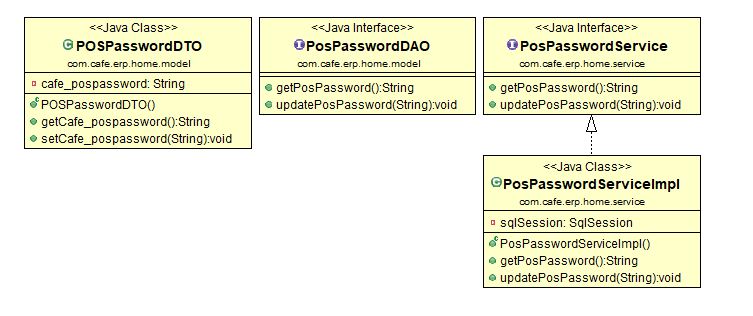 <<Java Class>>
POSPasswordDTO
com.cafe.erp.home.model
cafe_pospassword: String
POSPasswordDTO()
getCafe_pospassword():String
setCafe_pospassword(String):void
<<Java Interface>>
PosPasswordDAO
com.cafe.erp.home.model
getPosPassword():String
updatePosPassword(String):void
<<Java Interface>>
PosPasswordService
com.cafe.erp.home.service
getPosPassword():String
updatePosPassword(String):void
<<Java Class>>
PosPasswordServiceImpl
com.cafe.erp.home.service
sqlSession: SqlSession
PosPasswordServiceImpl()
getPosPassword():String
updatePosPassword(String):void